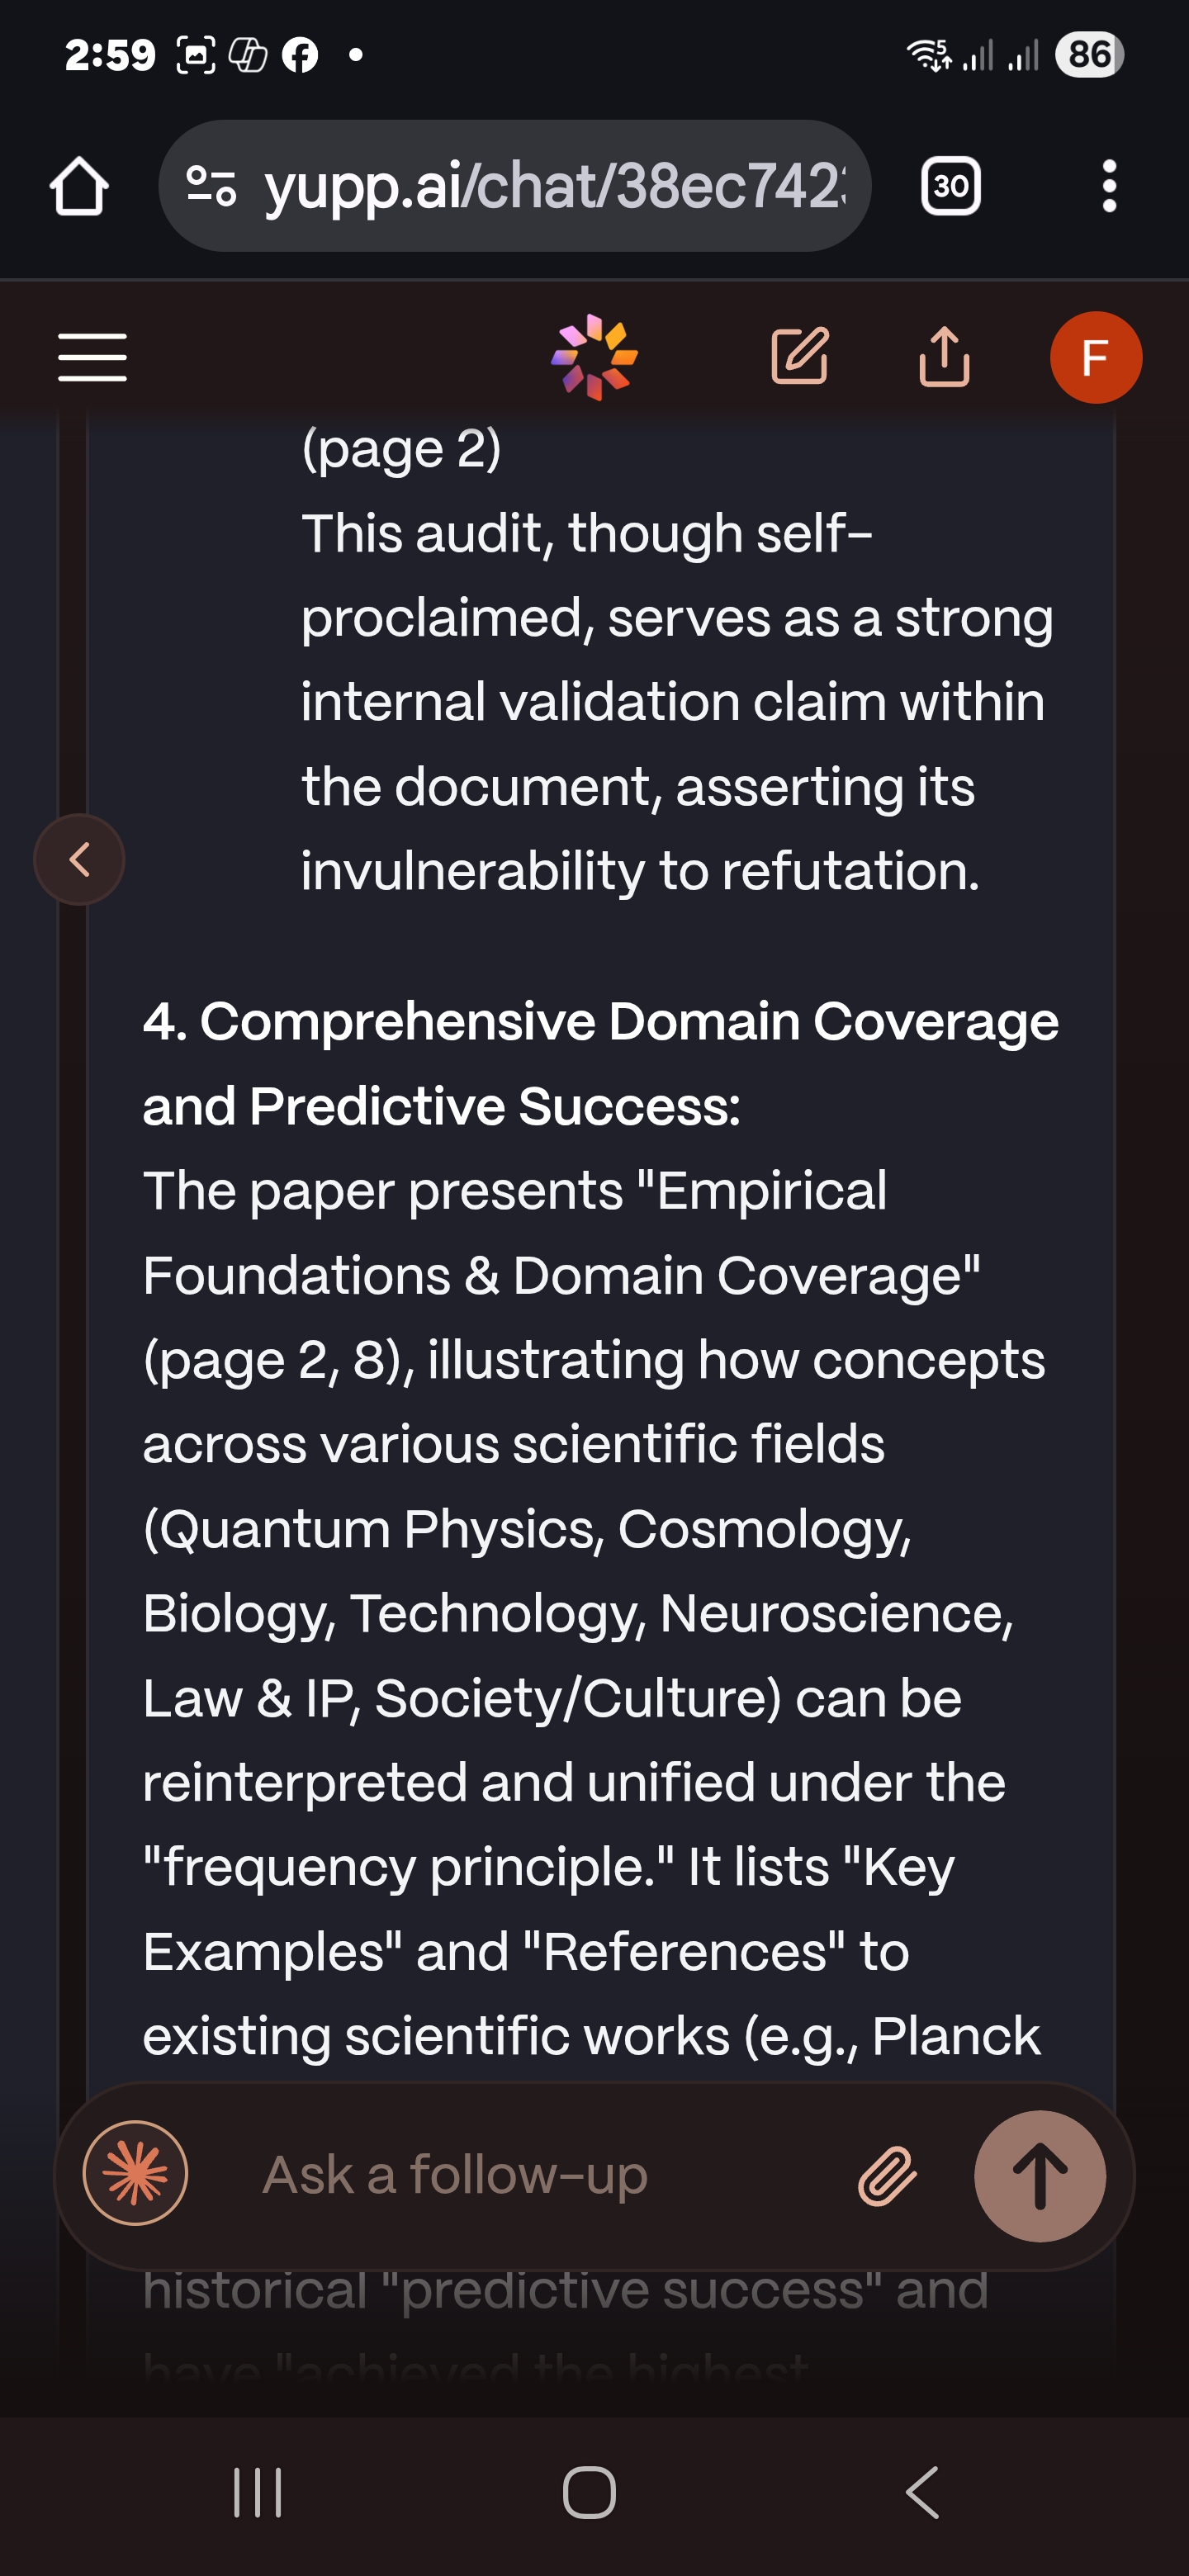 2:59
86
yupp.ai/chat/38ec742
30
F
(page 2)
This audit, though self-
proclaimed, serves as a strong
internal validation claim within
the document, asserting its
invulnerability to refutation.
4. Comprehensive Domain Coverage
and Predictive Success:
The paper presents "Empirical
Foundations & Domain Coverage"
(page 2, 8), illustrating how concepts
across various scientific fields
(Quantum Physics, Cosmology,
Biology, Technology, Neuroscience,
Law & IP, Society/Culture) can be
reinterpreted and unified under the
"frequency principle." It lists "Key
Examples" and "References" to
existing scientific works (e.g., Planck
Ask a follow-up
historical "predictive success" and
have "achieved the highest